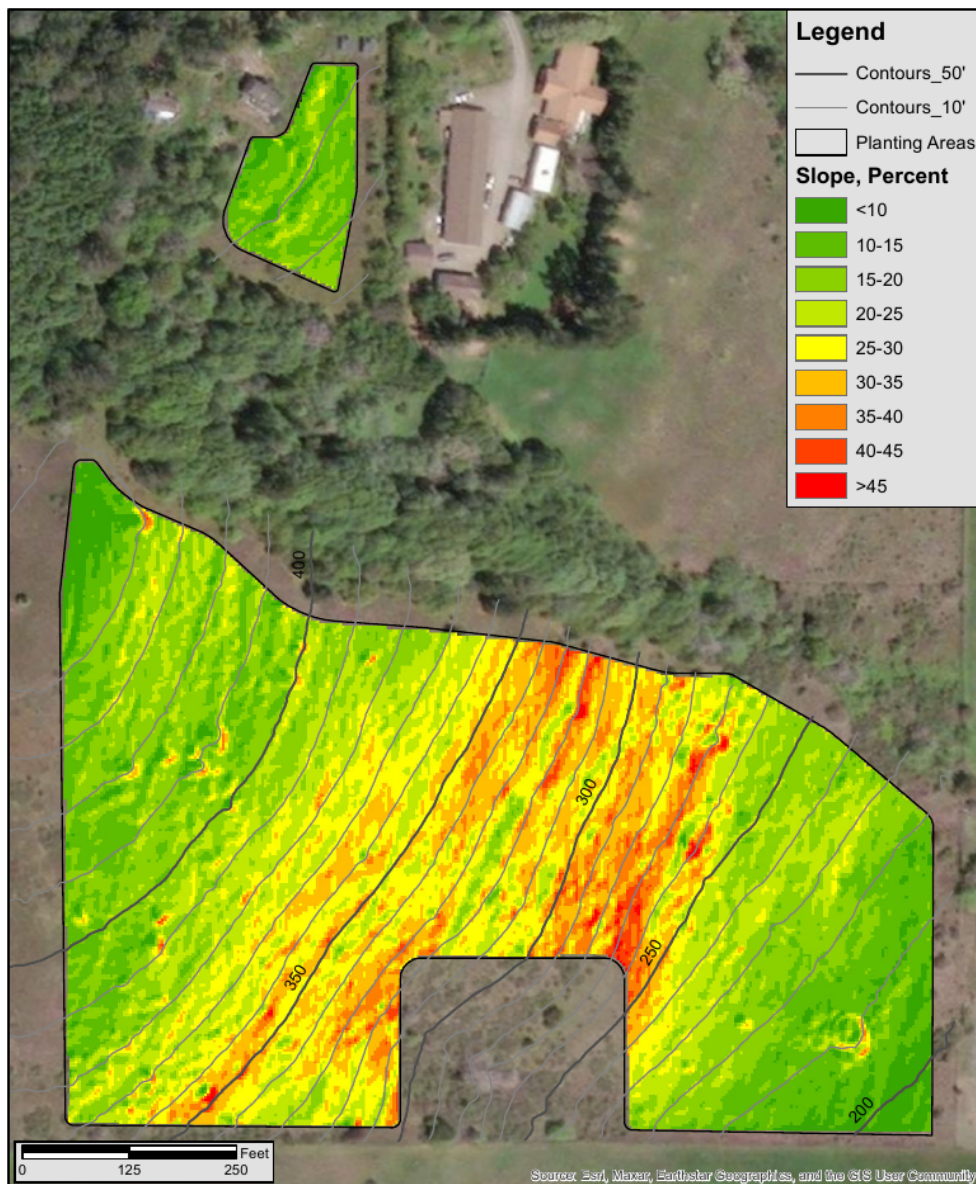 Legend
Contours_50'
Contours_10'
Planting Areas
Slope, Percent
<10
10-15
15-20
20-25
25-30
30-35
35-40
40-45
>45
400
300
350
250
200
Feet
0 125 250
Source: Esri, Maxar, Earthstar Geographics, and the GIS User Community